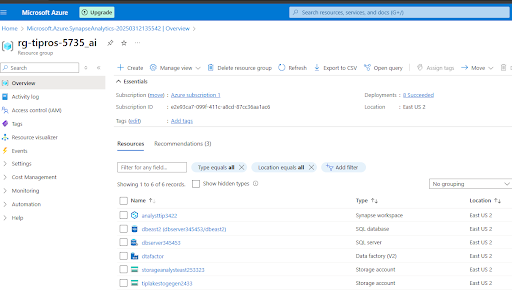 Microsoft Azure
Upgrade
Search resources, services, and docs (G+/)
Home > Microsoft.Azure.SynapseAnalytics-20250312135542 | Overview >
rg-tipros-5735_ai
Resource group
Search
Create
Manage view
Delete resource group
Refresh
Export to CSV
Open query
Assign tags
Move
Overview
Activity log
Access control (IAM)
Tags
Resource visualizer
Events
Settings
Cost Management
Monitoring
Automation
Help
Essentials
Subscription (move) : Azure subscription 1
Deployments : 8 Succeeded
Subscription ID : e2e93ca7-099f-411c-a8cd-87cc36aa1ac6
Location : East US 2
Tags (edit) : Add tags
Resources Recommendations (3)
Filter for any field...
Type equals all
Location equals all
Add filter
Showing 1 to 6 of 6 records.
Show hidden types
No grouping
Name Type Location
analysttip3422 Synapse workspace East US 2
dbeast2 (dbserver345453/dbeast2) SQL database East US 2
dbserver345453 SQL server East US 2
dtsfactor Data factory (V2) East US 2
storageanalysteast233323 Storage account East US 2
tiplakestogegen2433 Storage account East US 2